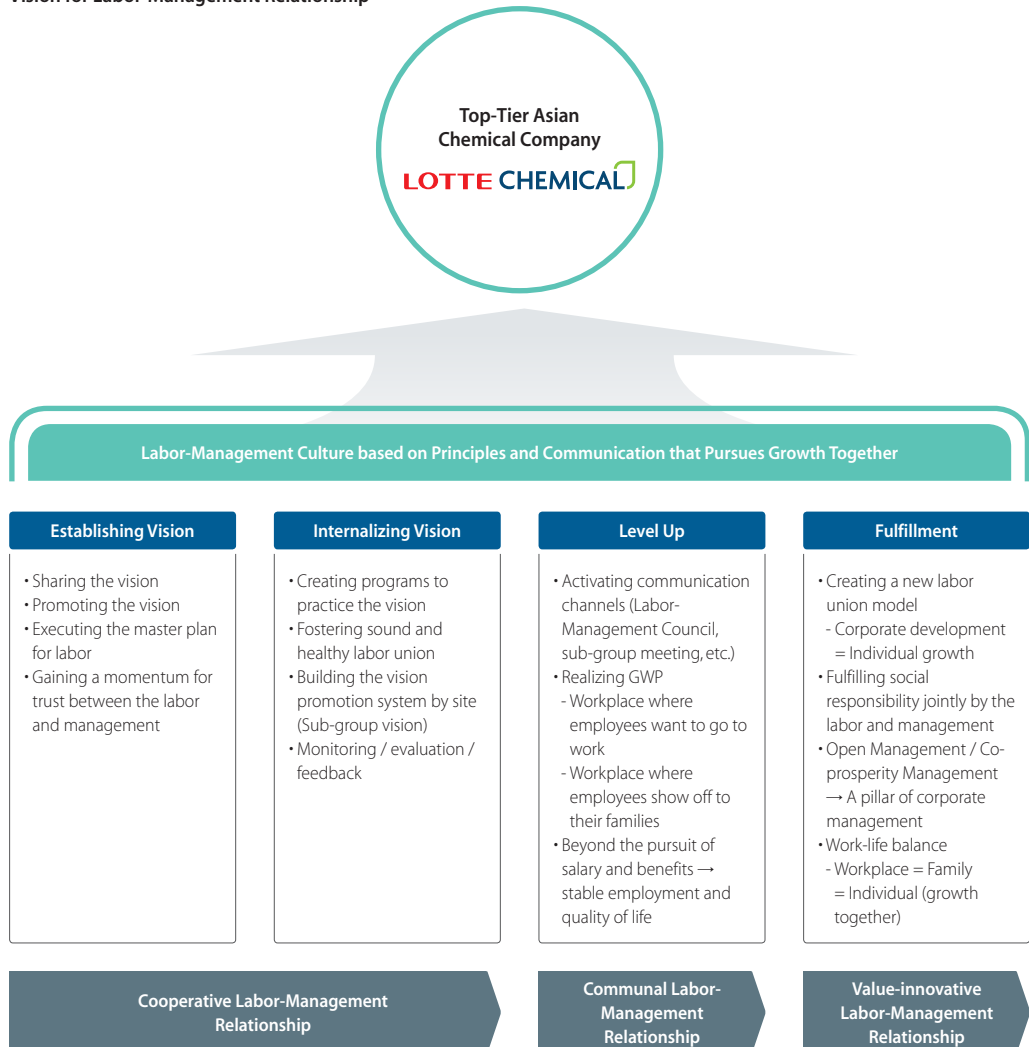 Vision for Labor-Management Relationship
Top-Tier Asian
Chemical Company
LOTTE CHEMICAL
Labor-Management Culture based on Principles and Communication that Pursues Growth Together
Establishing Vision
• Sharing the vision
• Promoting the vision
• Executing the master plan
for labor
• Gaining a momentum for
trust between the labor
and management
Internalizing Vision
• Creating programs to
practice the vision
• Fostering sound and
healthy labor union
• Building the vision
promotion system by site
(Sub-group vision)
• Monitoring / evaluation /
feedback
Level Up
• Activating communication
channels (Labor-
Management Council,
sub-group meeting, etc.)
• Realizing GWP
- Workplace where
employees want to go to
work
- Workplace where
employees show off to
their families
• Beyond the pursuit of
salary and benefits →
stable employment and
quality of life
Fulfillment
• Creating a new labor
union model
- Corporate development
= Individual growth
• Fulfilling social
responsibility jointly by the
labor and management
• Open Management / Co-
prosperity Management
→ A pillar of corporate
management
• Work-life balance
- Workplace = Family
= Individual (growth
together)
Cooperative Labor-Management
Relationship
Communal Labor-
Management
Relationship
Value-innovative
Labor-Management
Relationship